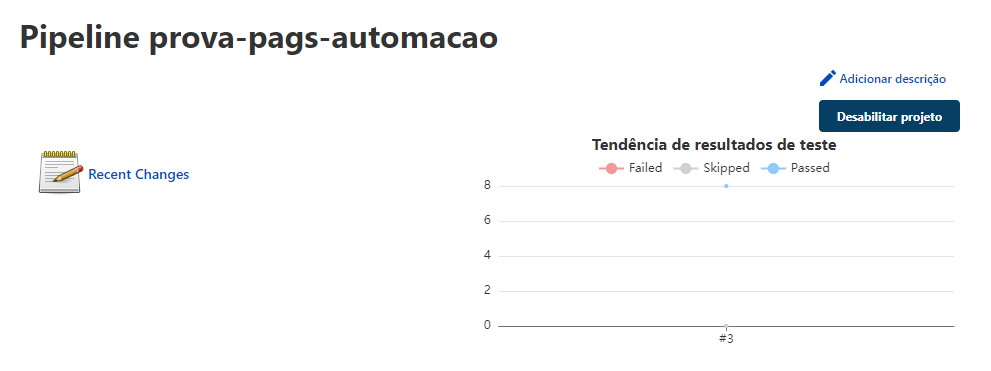 Pipeline prova-pags-automacao
Adicionar descrição
Desabilitar projeto
Recent Changes
Tendência de resultados de teste
Failed Skipped Passed
8
6
4
2
0
#3